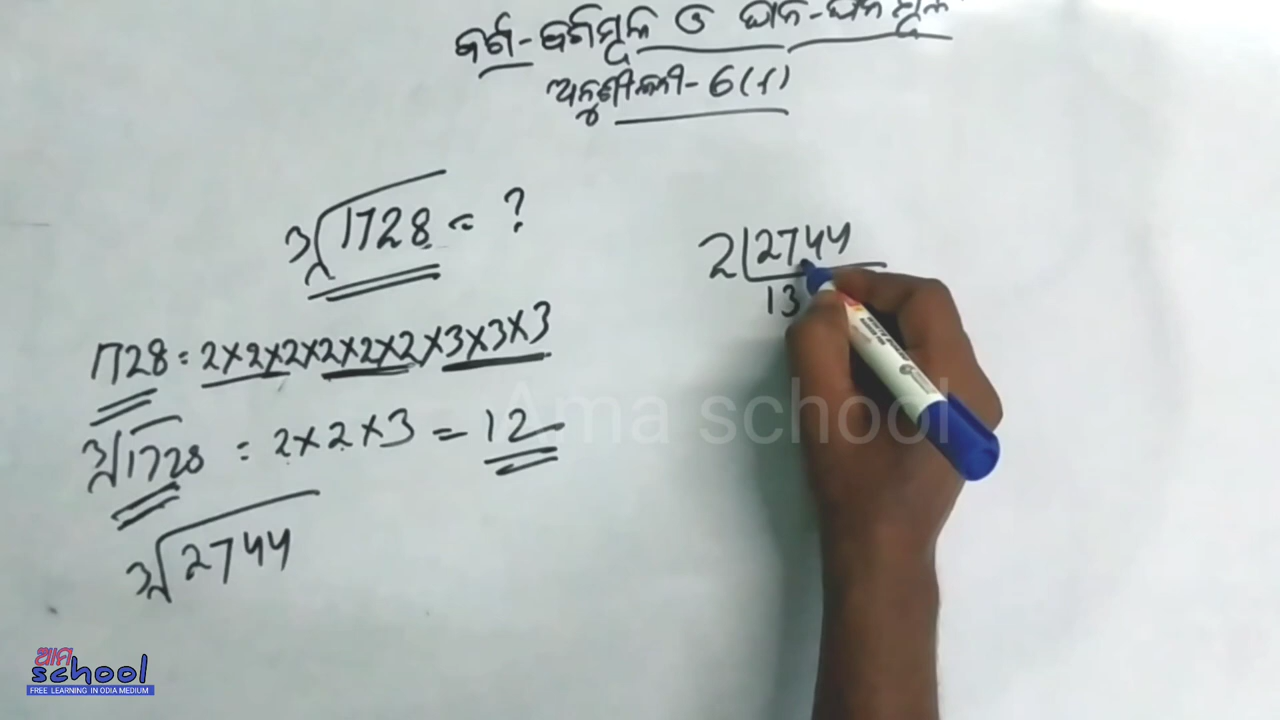 ବର୍ଗ-ବର୍ଗମୂଳ ଓ ଘନ-ଘନମୂଳ
ଅନୁଶୀଳନୀ-6(f)
∛1728 = ?
1728 = 2×2×2×2×2×2×3×3×3
∛1728 = 2×2×3 = 12
∛2744
2|2744
13
Ama school
ଆମ
school
FREE LEARNING IN ODIA MEDIUM